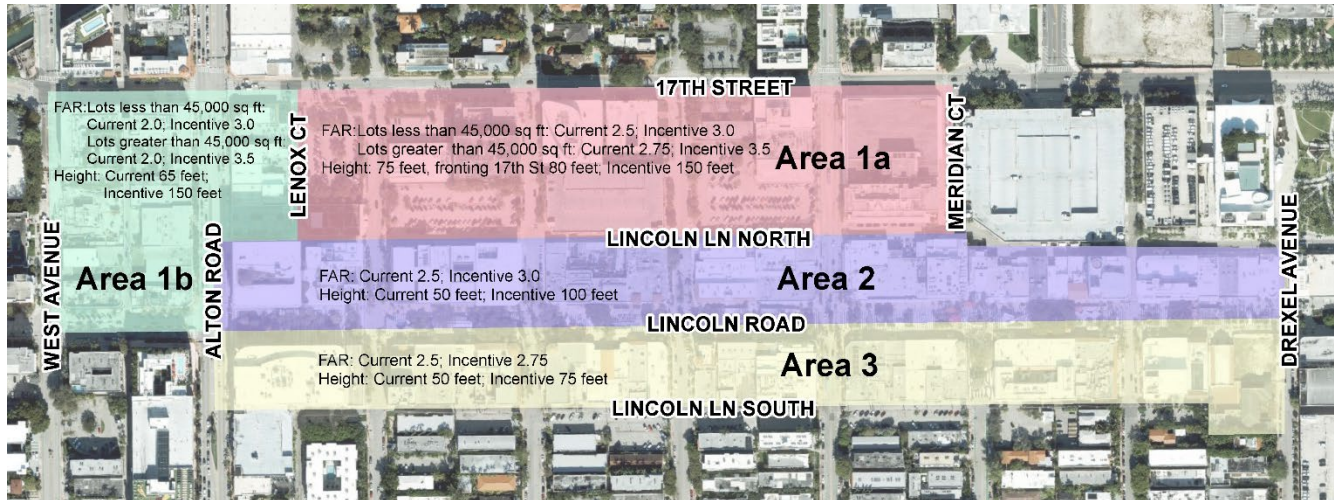 17TH STREET
FAR:Lots less than 45,000 sq ft:
Current 2.0; Incentive 3.0
Lots greater than 45,000 sq ft:
Current 2.0; Incentive 3.5
Height: Current 65 feet;
Incentive 150 feet
LENOX CT
FAR:Lots less than 45,000 sq ft: Current 2.5; Incentive 3.0
Lots greater than 45,000 sq ft: Current 2.75; Incentive 3.5
Height: 75 feet, fronting 17th St 80 feet; Incentive 150 feet
Area 1a
MERIDIAN CT
LINCOLN LN NORTH
WEST AVENUE
Area 1b
ALTON ROAD
FAR: Current 2.5; Incentive 3.0
Height: Current 50 feet; Incentive 100 feet
Area 2
DREXEL AVENUE
LINCOLN ROAD
FAR: Current 2.5; Incentive 2.75
Height: Current 50 feet; Incentive 75 feet
Area 3
LINCOLN LN SOUTH